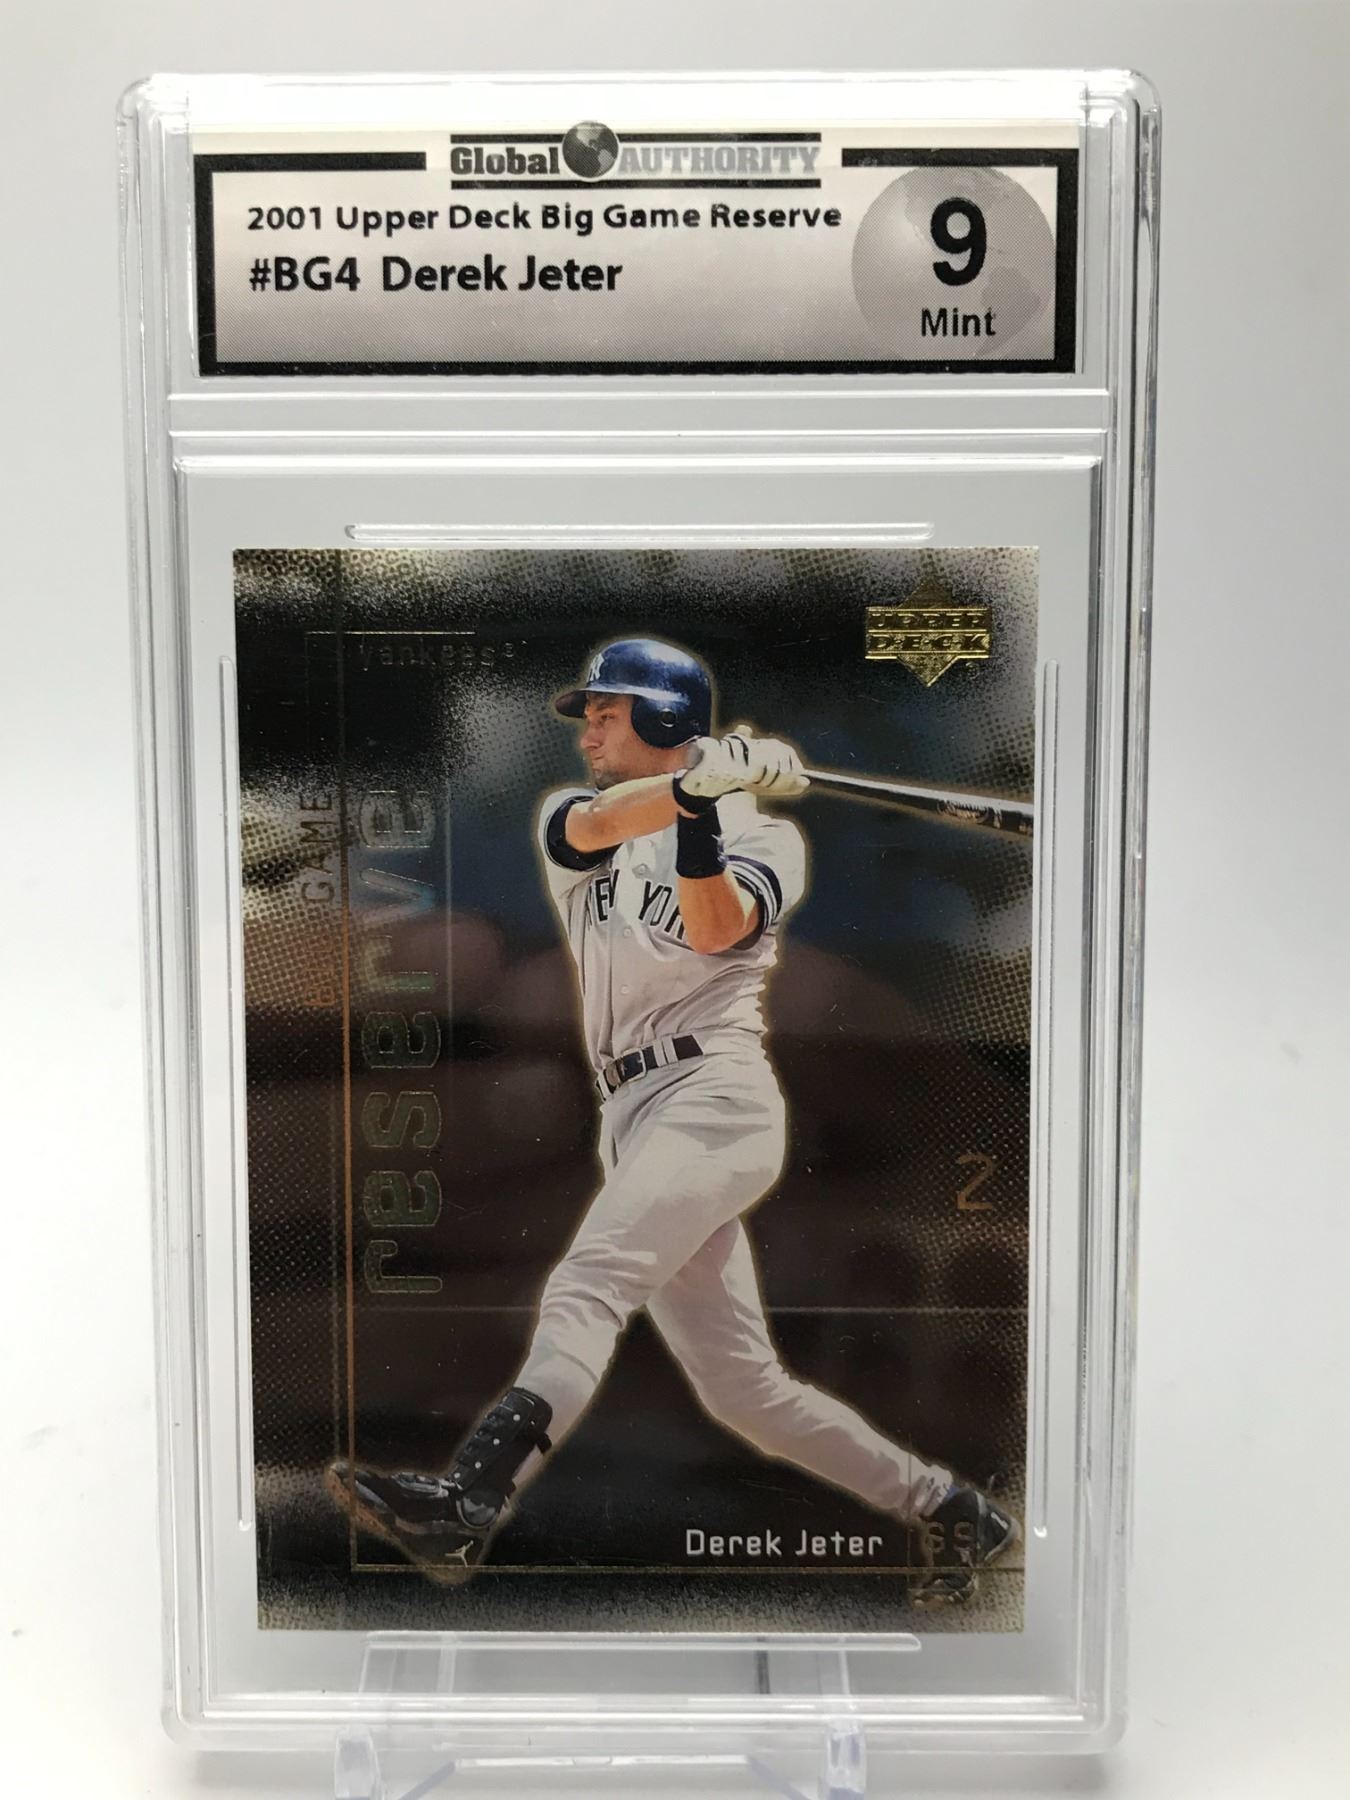 Global AUTHORITY
2001 Upper Deck Big Game Reserve
#BG4 Derek Jeter
9
Mint
yankees®
UPPER
DECK
NY
BIG GAME
reserve
NEW YORK
2
Derek Jeter
SS